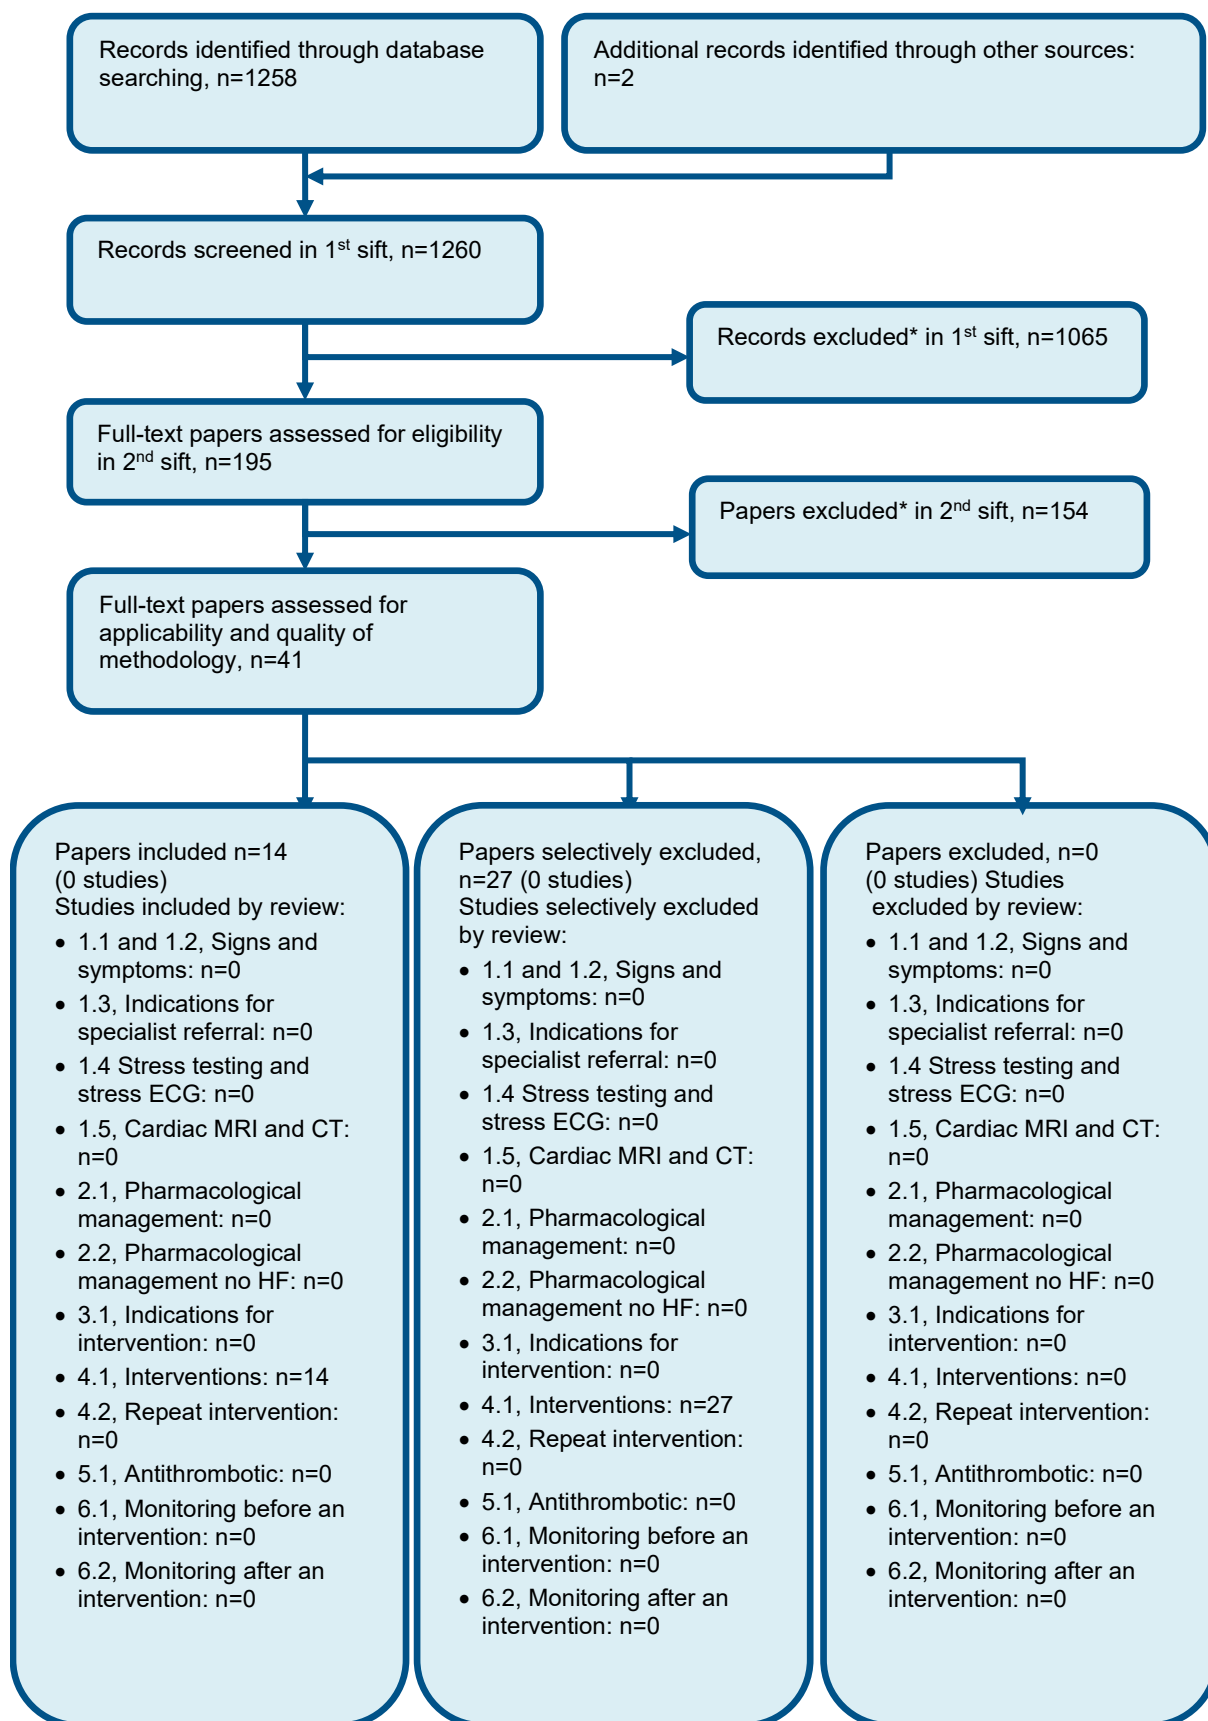 Records identified through database
searching, n=1258
Additional records identified through other sources:
n=2
Records screened in 1st sift, n=1260
Records excluded* in 1st sift, n=1065
Full-text papers assessed for eligibility
in 2nd sift, n=195
Papers excluded* in 2nd sift, n=154
Full-text papers assessed for
applicability and quality of
methodology, n=41
Papers included n=14
(0 studies)
Studies included by review:
• 1.1 and 1.2, Signs and
symptoms: n=0
• 1.3, Indications for
specialist referral: n=0
• 1.4 Stress testing and
stress ECG: n=0
• 1.5, Cardiac MRI and CT:
n=0
• 2.1, Pharmacological
management: n=0
• 2.2, Pharmacological
management no HF: n=0
• 3.1, Indications for
intervention: n=0
• 4.1, Interventions: n=14
• 4.2, Repeat intervention:
n=0
• 5.1, Antithrombotic: n=0
• 6.1, Monitoring before an
intervention: n=0
• 6.2, Monitoring after an
intervention: n=0
Papers selectively excluded,
n=27 (0 studies)
Studies selectively excluded
by review:
• 1.1 and 1.2, Signs and
symptoms: n=0
• 1.3, Indications for
specialist referral: n=0
• 1.4 Stress testing and
stress ECG: n=0
• 1.5, Cardiac MRI and CT:
n=0
• 2.1, Pharmacological
management: n=0
• 2.2, Pharmacological
management no HF: n=0
• 3.1, Indications for
intervention: n=0
• 4.1, Interventions: n=27
• 4.2, Repeat intervention:
n=0
• 5.1, Antithrombotic: n=0
• 6.1, Monitoring before an
intervention: n=0
• 6.2, Monitoring after an
intervention: n=0
Papers excluded, n=0
(0 studies) Studies
excluded by review:
• 1.1 and 1.2, Signs and
symptoms: n=0
• 1.3, Indications for
specialist referral: n=0
• 1.4 Stress testing and
stress ECG: n=0
• 1.5, Cardiac MRI and CT:
n=0
• 2.1, Pharmacological
management: n=0
• 2.2, Pharmacological
management no HF: n=0
• 3.1, Indications for
intervention: n=0
• 4.1, Interventions: n=0
• 4.2, Repeat intervention:
n=0
• 5.1, Antithrombotic: n=0
• 6.1, Monitoring before an
intervention: n=0
• 6.2, Monitoring after an
intervention: n=0